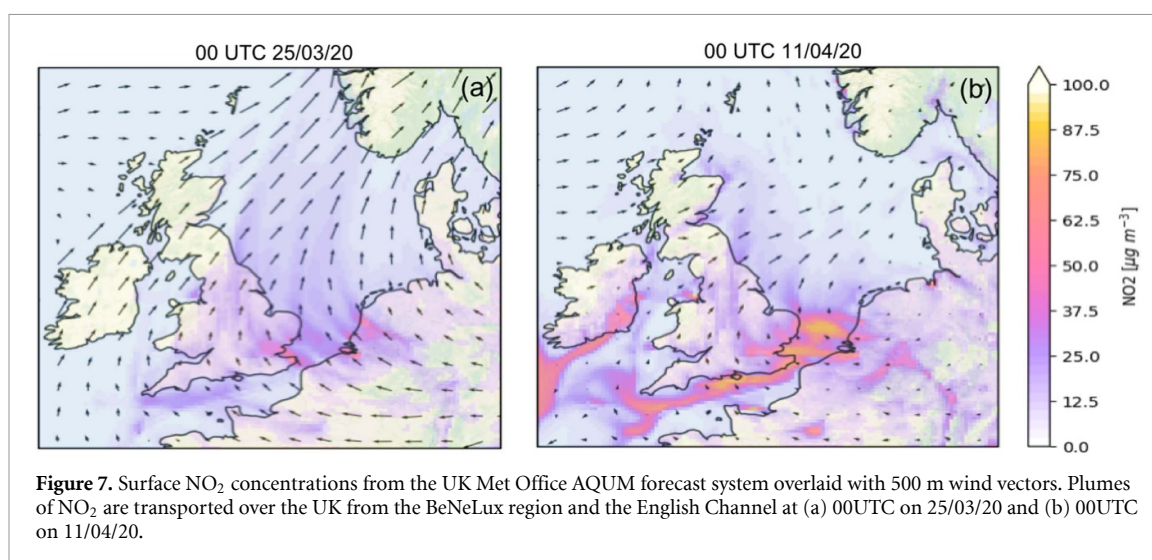 00 UTC 25/03/20
00 UTC 11/04/20
(a)
(b)
100.0
87.5
75.0
62.5
50.0
37.5
25.0
12.5
0.0
NO2 [μg m⁻³]
Figure 7. Surface NO₂ concentrations from the UK Met Office AQUM forecast system overlaid with 500 m wind vectors. Plumes
of NO₂ are transported over the UK from the BeNeLux region and the English Channel at (a) 00UTC on 25/03/20 and (b) 00UTC
on 11/04/20.